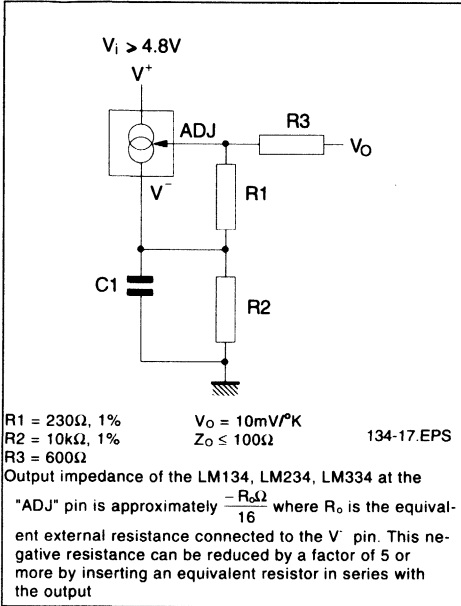 Vi > 4.8V
V+
ADJ
R3
VO
V−
R1
C1
R2
R1 = 230Ω, 1%
VO = 10mV/°K
R2 = 10kΩ, 1%
ZO ≤ 100Ω
134-17.EPS
R3 = 600Ω
Output impedance of the LM134, LM234, LM334 at the
"ADJ" pin is approximately −RoΩ/16 where Ro is the equival-
ent external resistance connected to the V− pin. This ne-
gative resistance can be reduced by a factor of 5 or
more by inserting an equivalent resistor in series with
the output